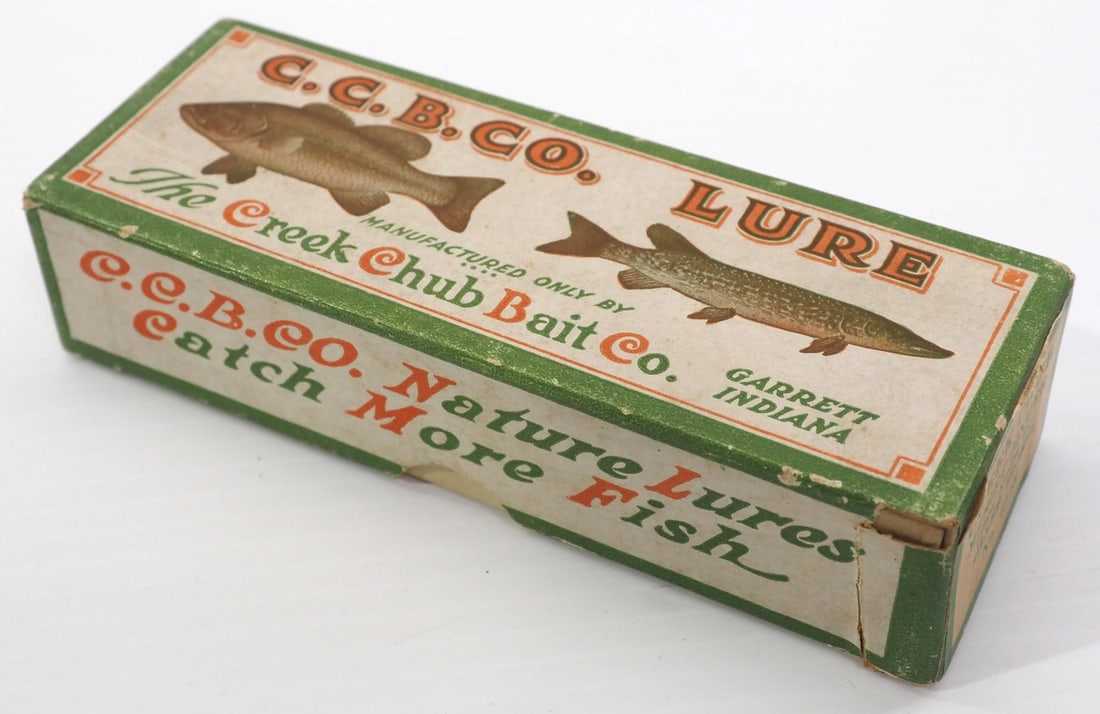 C.C.B.CO. LURE
MANUFACTURED ONLY BY
The Creek Chub Bait Co.
GARRETT
INDIANA
C.C.B.CO. Nature Lures
Catch More Fish